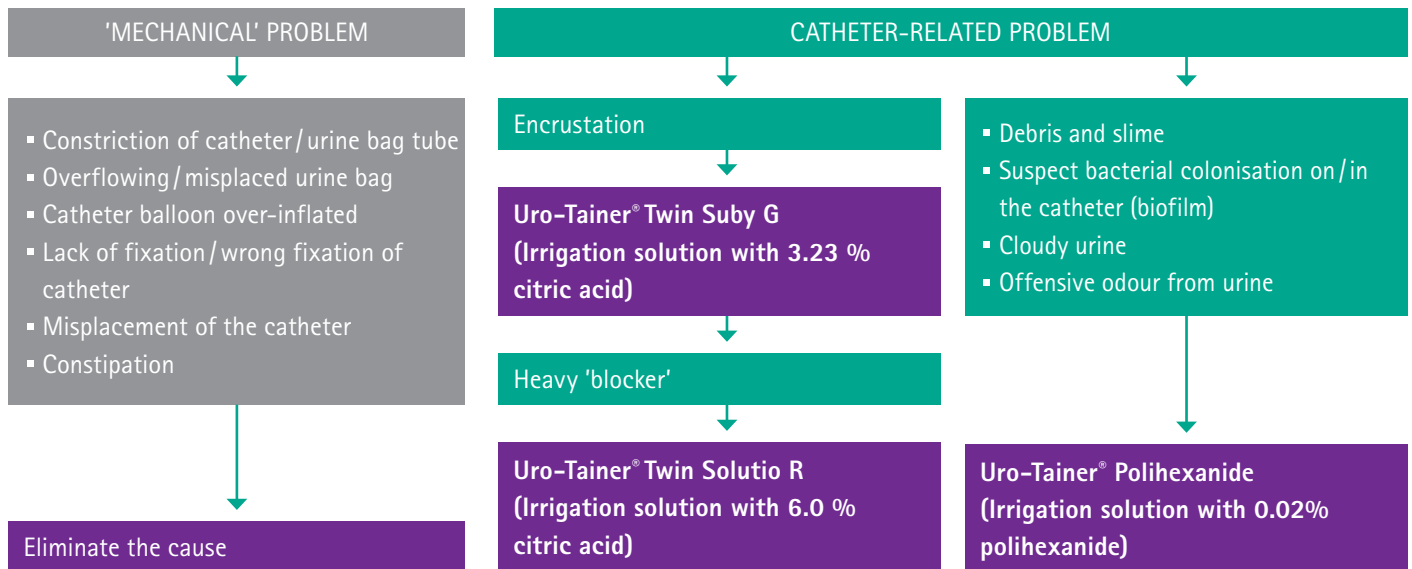 'MECHANICAL' PROBLEM
▪ Constriction of catheter / urine bag tube
▪ Overflowing / misplaced urine bag
▪ Catheter balloon over-inflated
▪ Lack of fixation / wrong fixation of
catheter
▪ Misplacement of the catheter
▪ Constipation
Eliminate the cause
CATHETER-RELATED PROBLEM
Encrustation
Uro-Tainer® Twin Suby G
(Irrigation solution with 3.23 %
citric acid)
Heavy 'blocker'
Uro-Tainer® Twin Solutio R
(Irrigation solution with 6.0 %
citric acid)
▪ Debris and slime
▪ Suspect bacterial colonisation on / in
the catheter (biofilm)
▪ Cloudy urine
▪ Offensive odour from urine
Uro-Tainer® Polihexanide
(Irrigation solution with 0.02%
polihexanide)